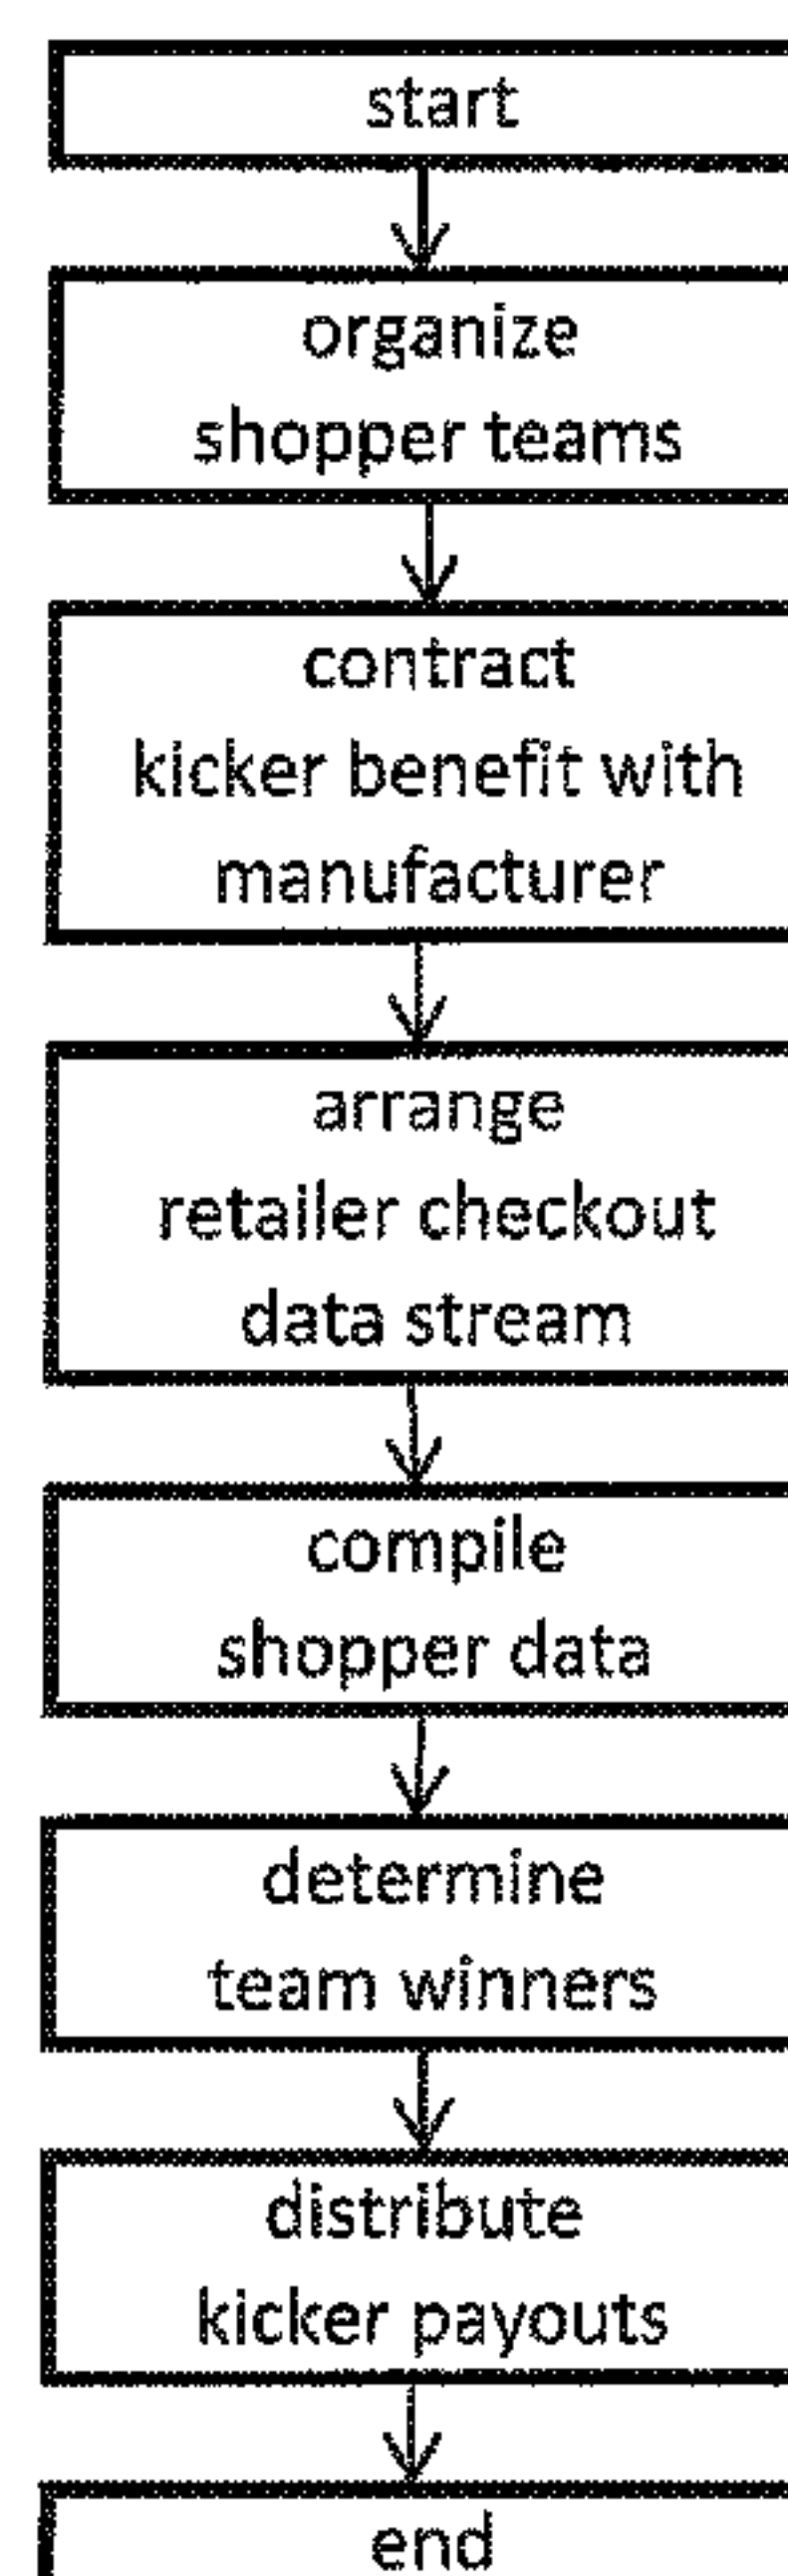 start
organize
shopper teams
contract
kicker benefit with
manufacturer
arrange
retailer checkout
data stream
compile
shopper data
determine
team winners
distribute
kicker payouts
end